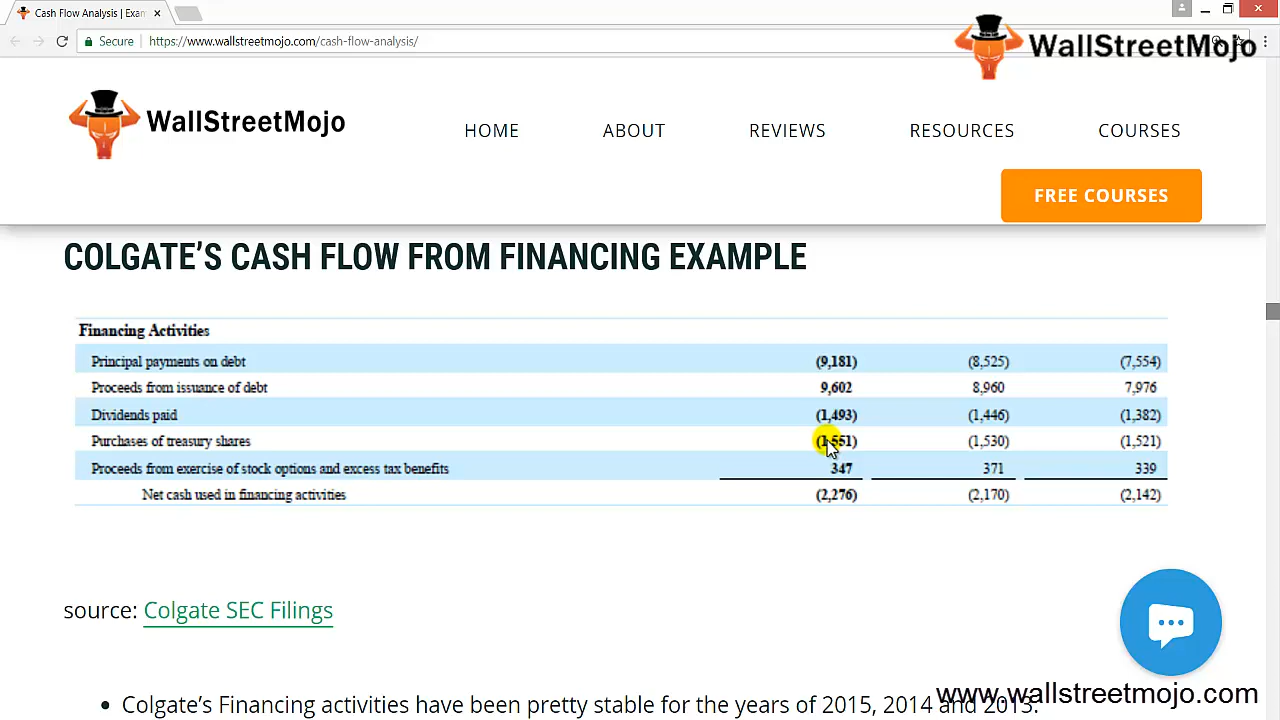 Cash Flow Analysis | Exam
Secure https://www.wallstreetmojo.com/cash-flow-analysis/
WallStreetMojo
WallStreetMojo
HOME ABOUT REVIEWS RESOURCES COURSES
FREE COURSES
COLGATE’S CASH FLOW FROM FINANCING EXAMPLE
Financing Activities
Principal payments on debt (9,181) (8,525) (7,554)
Proceeds from issuance of debt 9,602 8,960 7,976
Dividends paid (1,493) (1,446) (1,382)
Purchases of treasury shares (1,551) (1,530) (1,521)
Proceeds from exercise of stock options and excess tax benefits 347 371 339
Net cash used in financing activities (2,276) (2,170) (2,142)
source: Colgate SEC Filings
• Colgate’s Financing activities have been pretty stable for the years of 2015, 2014 and 2013.
www.wallstreetmojo.com